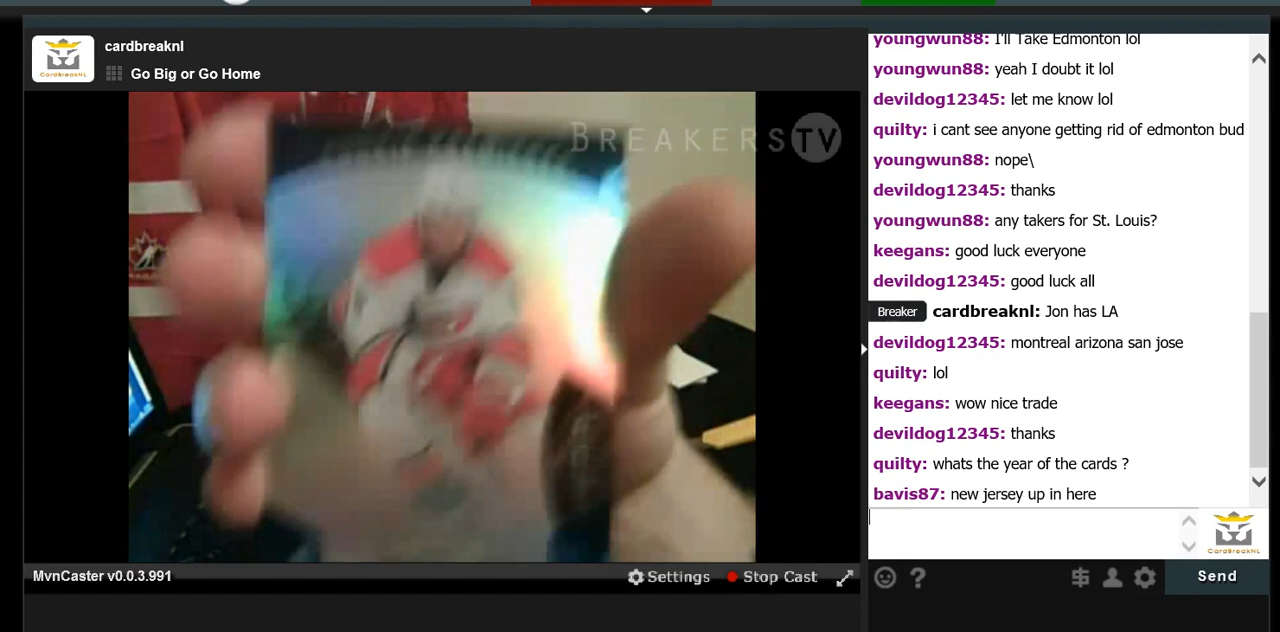 CARDBREAKNL
cardbreaknl
Go Big or Go Home
BREAKERSTV
MvnCaster v0.0.3.991
Settings
Stop Cast
youngwun88: I'll Take Edmonton lol
youngwun88: yeah I doubt it lol
devildog12345: let me know lol
quilty: i cant see anyone getting rid of edmonton bud
youngwun88: nope\
devildog12345: thanks
youngwun88: any takers for St. Louis?
keegans: good luck everyone
devildog12345: good luck all
Breaker cardbreaknl: Jon has LA
devildog12345: montreal arizona san jose
quilty: lol
keegans: wow nice trade
devildog12345: thanks
quilty: whats the year of the cards ?
bavis87: new jersey up in here
CARDBREAKNL
?
Send